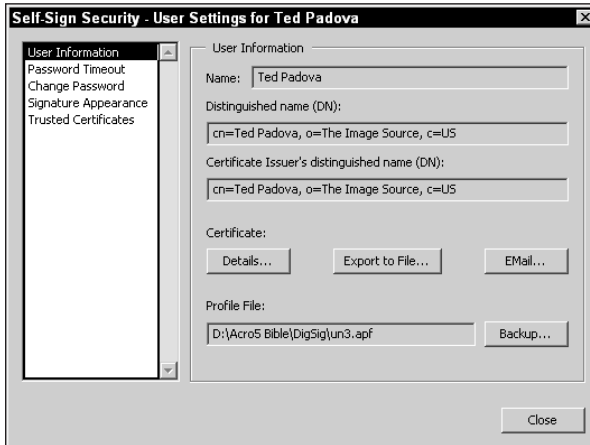 Self-Sign Security - User Settings for Ted Padova
User Information
Password Timeout
Change Password
Signature Appearance
Trusted Certificates
User Information
Name: Ted Padova
Distinguished name (DN):
cn=Ted Padova, o=The Image Source, c=US
Certificate Issuer's distinguished name (DN):
cn=Ted Padova, o=The Image Source, c=US
Certificate:
Details... Export to File... EMail...
Profile File:
D:\Acro5 Bible\DigSig\un3.apf Backup...
Close